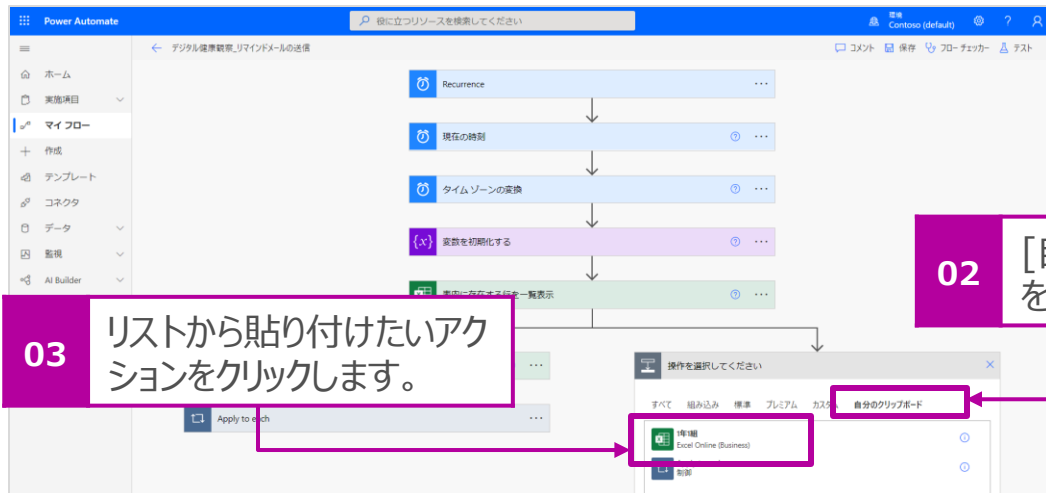 Power Automate
役に立つリソースを検索してください
環境
Contoso (default)
デジタル健康観察_リマインドメールの送信
コメント 保存 フロー チェッカー テスト
ホーム
実施項目
マイ フロー
作成
テンプレート
コネクタ
データ
監視
AI Builder
Recurrence
現在の時刻
タイム ゾーンの変換
変数を初期化する
表内に存在する行を一覧表示
02
を
03
リストから貼り付けたいアク
ションをクリックします。
Apply to each
操作を選択してください
すべて 組み込み 標準 プレミアム カスタム 自分のクリップボード
1年1組
Excel Online (Business)
制御